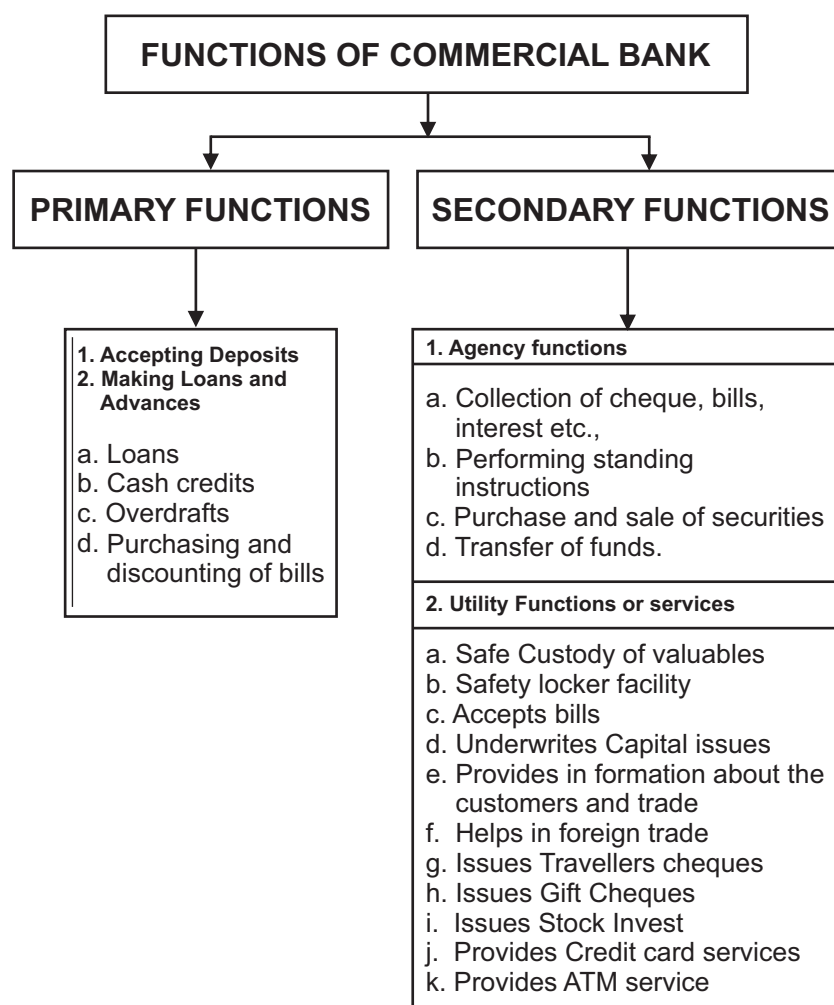 FUNCTIONS OF COMMERCIAL BANK
PRIMARY FUNCTIONS
SECONDARY FUNCTIONS
1. Accepting Deposits
2. Making Loans and
Advances
a. Loans
b. Cash credits
c. Overdrafts
d. Purchasing and
discounting of bills
1. Agency functions
a. Collection of cheque, bills,
interest etc.,
b. Performing standing
instructions
c. Purchase and sale of securities
d. Transfer of funds.
2. Utility Functions or services
a. Safe Custody of valuables
b. Safety locker facility
c. Accepts bills
d. Underwrites Capital issues
e. Provides in formation about the
customers and trade
f. Helps in foreign trade
g. Issues Travellers cheques
h. Issues Gift Cheques
i. Issues Stock Invest
j. Provides Credit card services
k. Provides ATM service